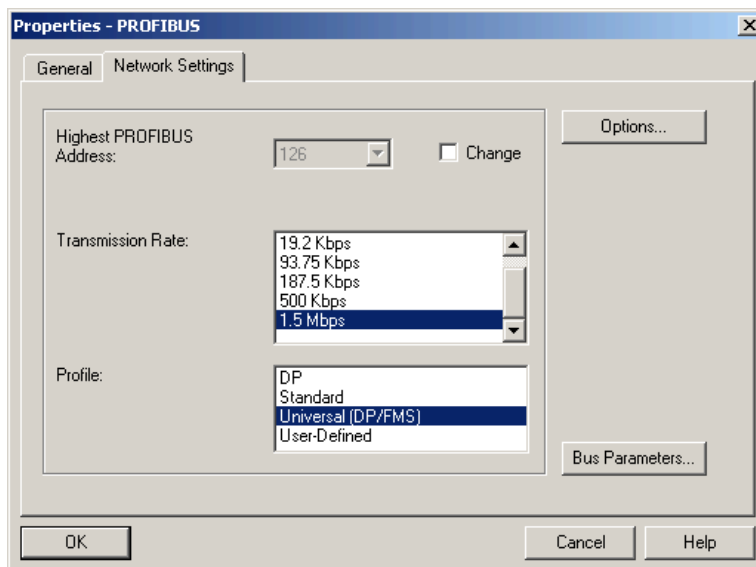 Properties - PROFIBUS
General
Network Settings
Highest PROFIBUS
Address:
126
Change
Options...
Transmission Rate:
19.2 Kbps
93.75 Kbps
187.5 Kbps
500 Kbps
1.5 Mbps
Profile:
DP
Standard
Universal (DP/FMS)
User-Defined
Bus Parameters...
OK
Cancel
Help